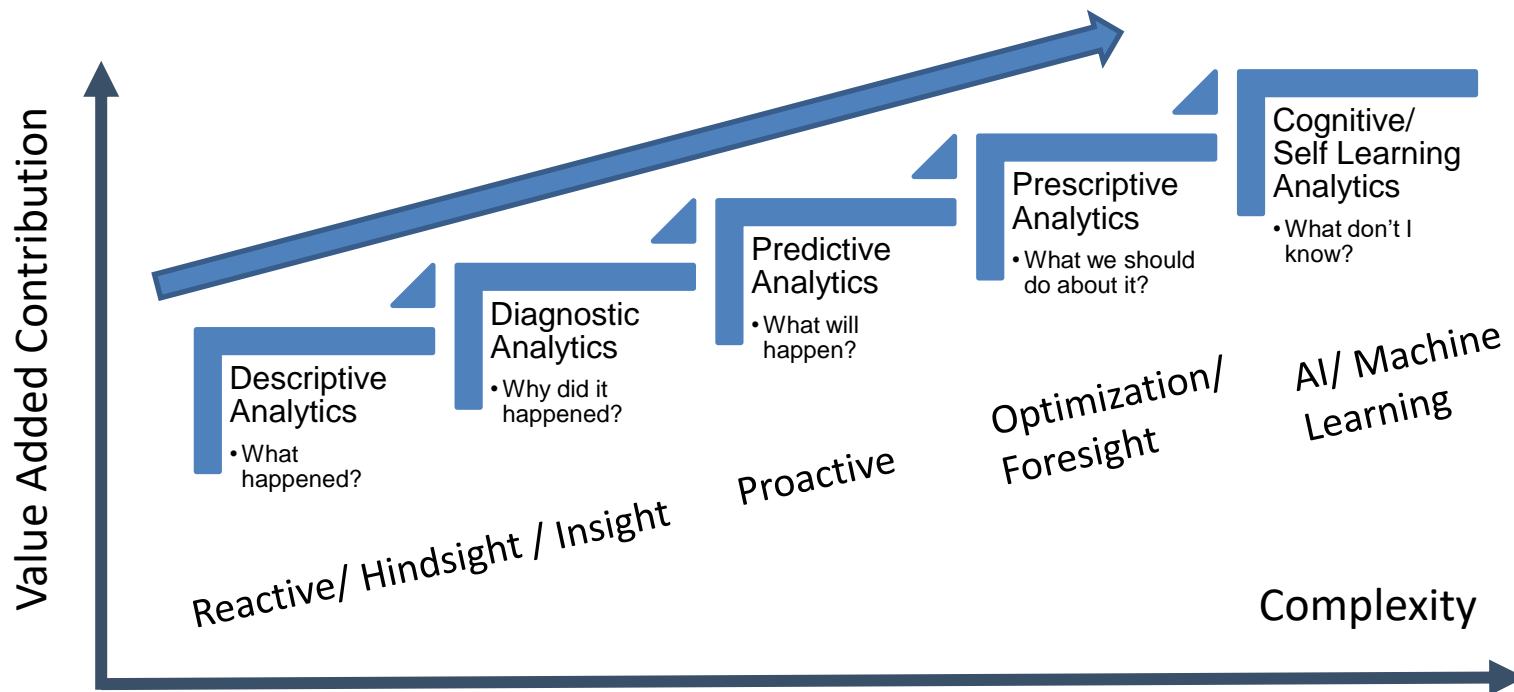 Value Added Contribution
Descriptive
Analytics
• What
happened?
Diagnostic
Analytics
• Why did it
happened?
Predictive
Analytics
• What will
happen?
Prescriptive
Analytics
• What we should
do about it?
Cognitive/
Self Learning
Analytics
• What don’t I
know?
Reactive/ Hindsight / Insight
Proactive
Optimization/
Foresight
AI/ Machine
Learning
Complexity